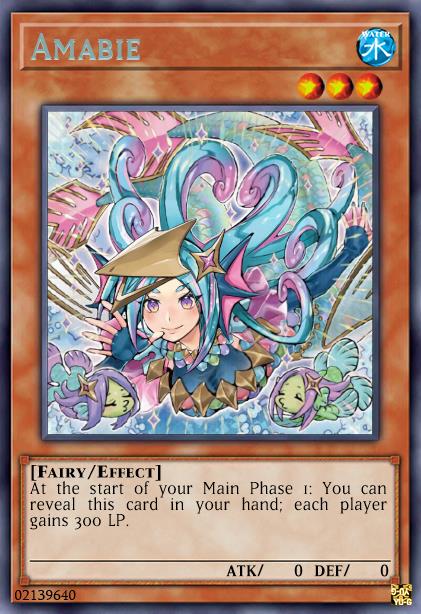 AMABIE
WATER
水
[FAIRY/EFFECT]
At the start of your Main Phase 1: You can
reveal this card in your hand; each player
gains 300 LP.
ATK/ 0 DEF/ 0
02139640